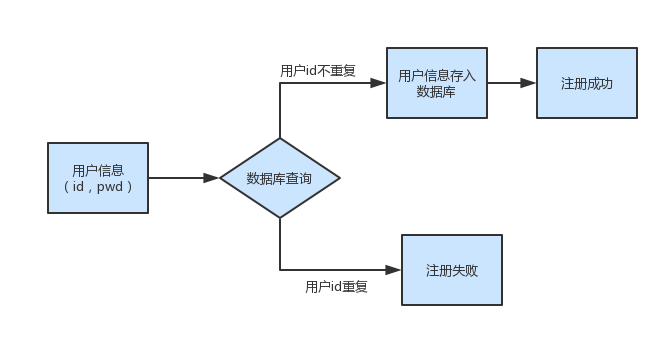 用户id不重复
用户信息存入
数据库
注册成功
用户信息
（id，pwd）
数据库查询
注册失败
用户id重复